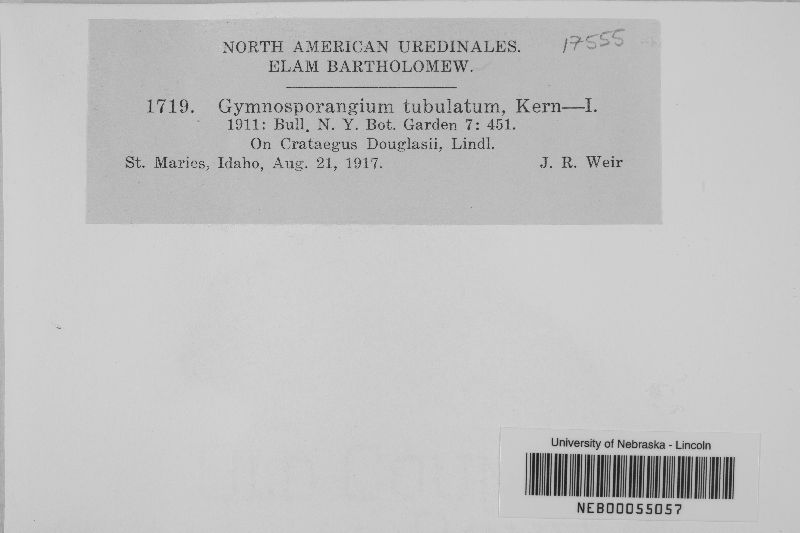 NORTH AMERICAN UREDINALES. 17555
ELAM BARTHOLOMEW.
1719. Gymnosporangium tubulatum, Kern—I.
1911: Bull. N. Y. Bot. Garden 7: 451.
On Crataegus Douglasii, Lindl.
St. Maries, Idaho, Aug. 21, 1917. J. R. Weir
University of Nebraska - Lincoln
NEB00055057